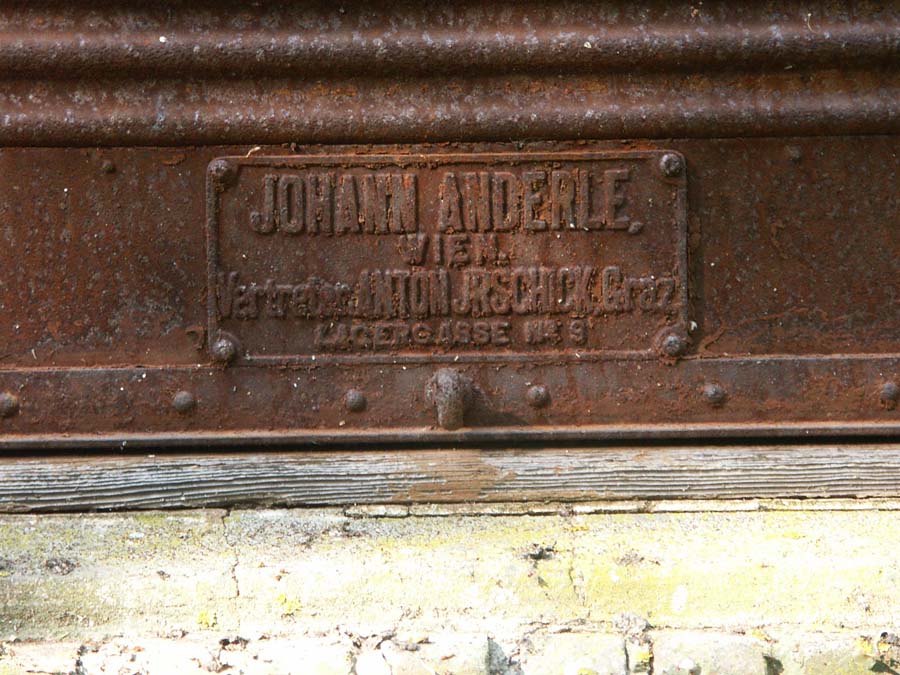 JOHANN ANDERLE.
WIEN.
Vertreter ANTON JRSCHICK. Graz
LAGERGASSE No 9